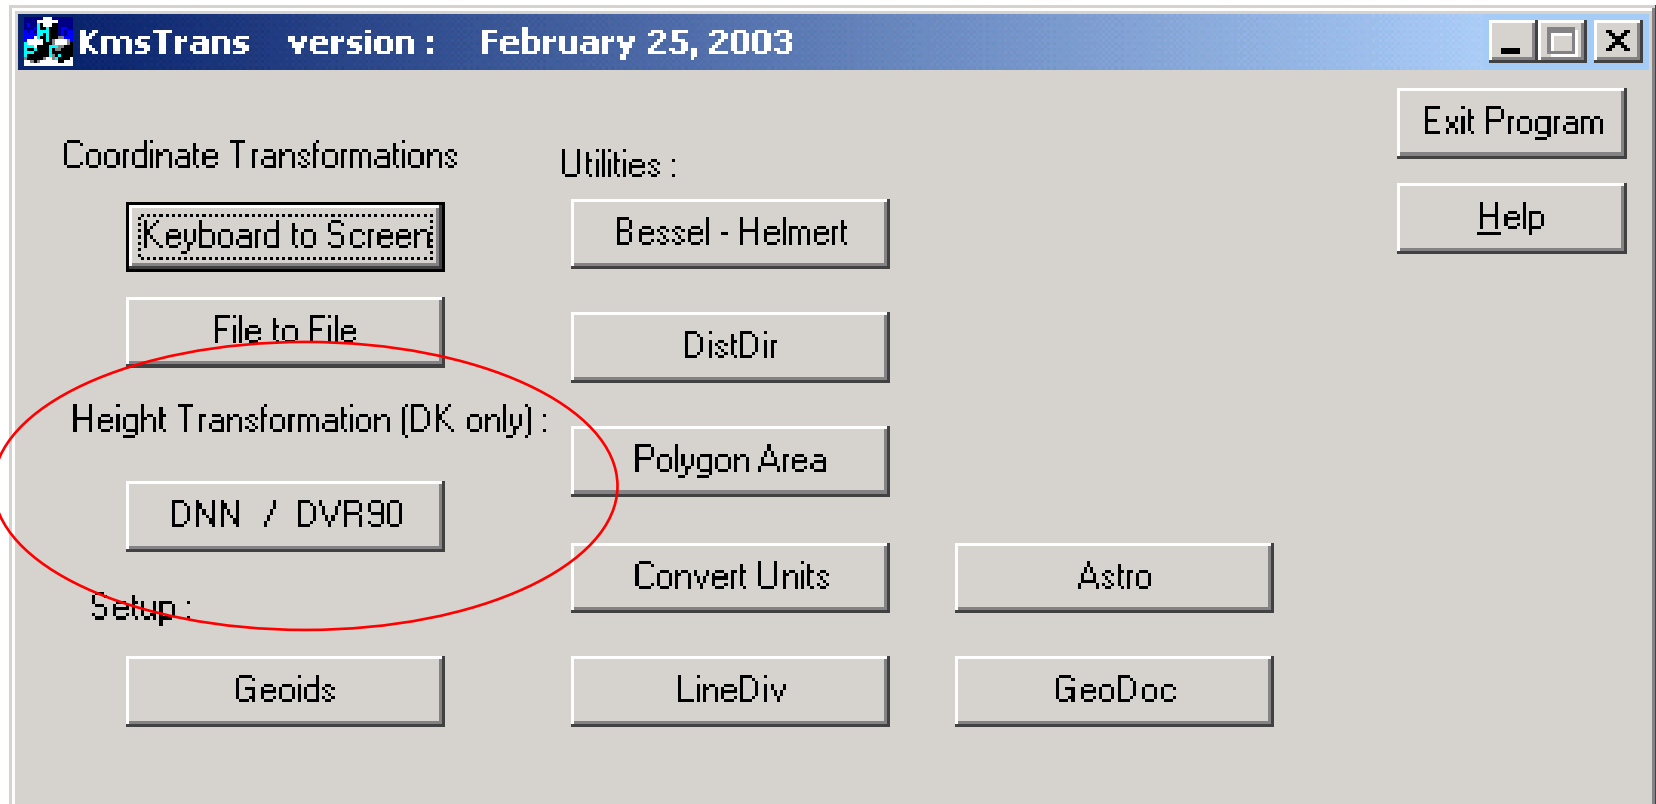 KmsTrans version : February 25, 2003
Exit Program
Help
Coordinate Transformations
Keyboard to Screen
File to File
Height Transformation (DK only) :
DNN / DVR90
Setup :
Geoids
Utilities :
Bessel - Helmert
DistDir
Polygon Area
Convert Units
LineDiv
Astro
GeoDoc